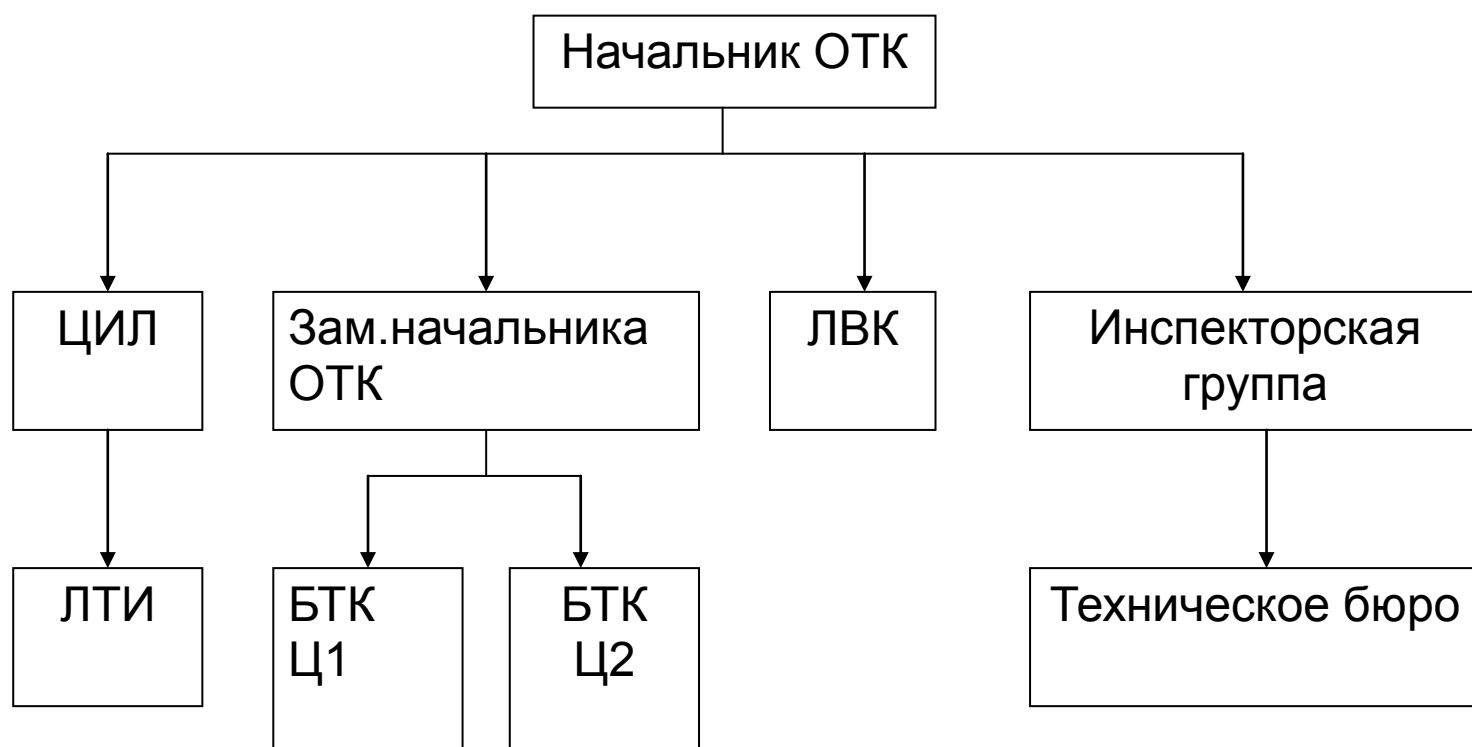 Начальник ОТК
ЦИЛ
Зам.начальника
ОТК
ЛВК
Инспекторская
группа
ЛТИ
БТК
Ц1
БТК
Ц2
Техническое бюро